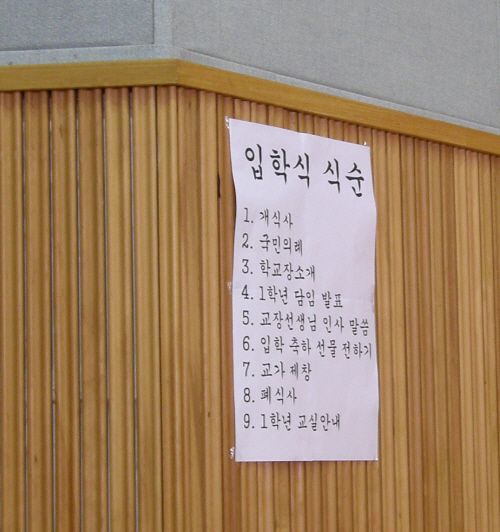 입학식 식순
1. 개식사
2. 국민의례
3. 학교장소개
4. 1학년 담임 발표
5. 교장선생님 인사 말씀
6. 입학 축하 선물 전하기
7. 교가 제창
8. 폐식사
9. 1학년 교실안내